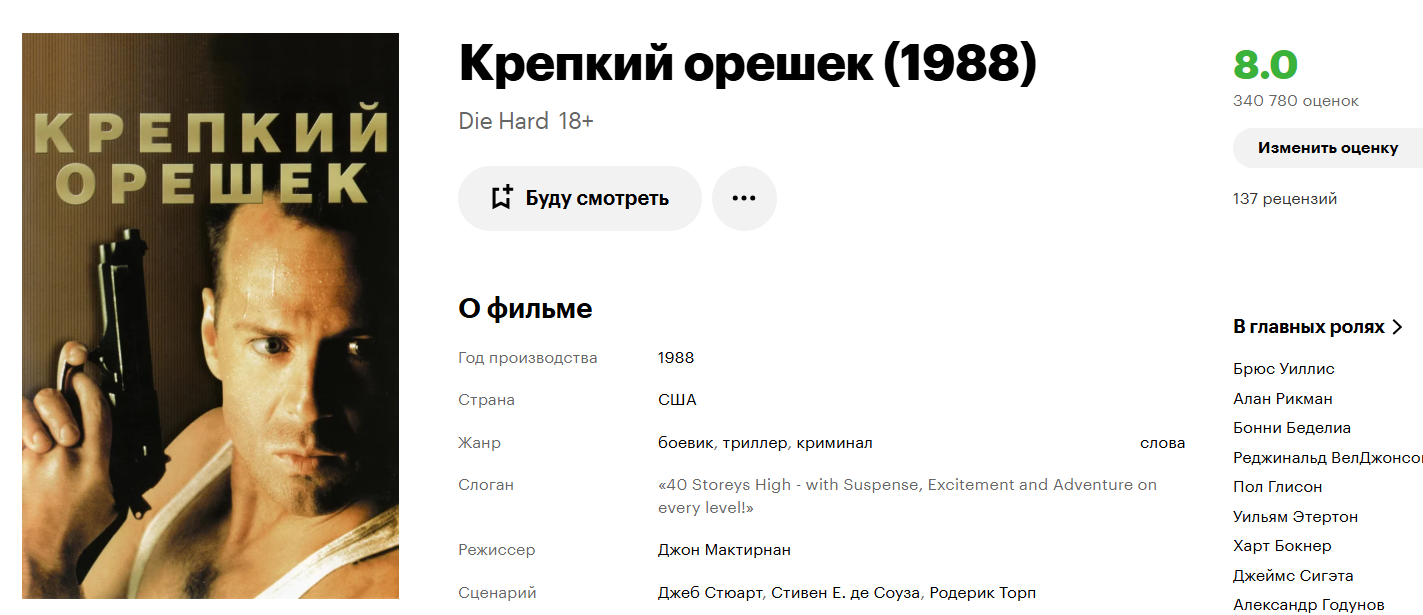 КРЕПКИЙ
ОРЕШЕК
Крепкий орешек (1988)
Die Hard 18+
Буду смотреть
О фильме
Год производства 1988
Страна США
Жанр боевик, триллер, криминал слова
Слоган «40 Storeys High - with Suspense, Excitement and Adventure on
every level!»
Режиссер Джон Мактирнан
Сценарий Джеб Стюарт, Стивен Е. де Соуза, Родерик Торп
8.0
340 780 оценок
Изменить оценку
137 рецензий
В главных ролях
Брюс Уиллис
Алан Рикман
Бонни Беделиа
Реджинальд ВелДжонсо
Пол Глисон
Уильям Этертон
Харт Бокнер
Джеймс Сигэта
Александр Годунов